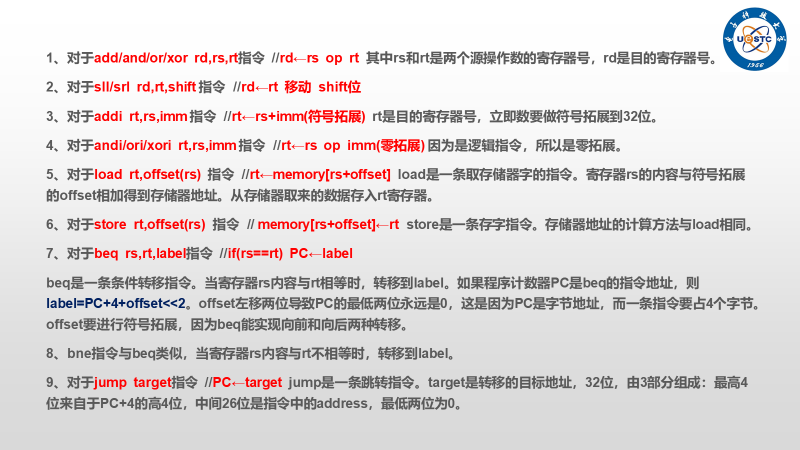 UESTC
1956
1、对于add/and/or/xor rd,rs,rt指令 //rd←rs op rt 其中rs和rt是两个源操作数的寄存器号，rd是目的寄存器号。
2、对于sll/srl rd,rt,shift指令 //rd←rt 移动 shift位
3、对于addi rt,rs,imm指令 //rt←rs+imm(符号拓展) rt是目的寄存器号，立即数要做符号拓展到32位。
4、对于andi/ori/xori rt,rs,imm指令 //rt←rs op imm(零拓展)因为是逻辑指令，所以是零拓展。
5、对于load rt,offset(rs) 指令 //rt←memory[rs+offset] load是一条取存储器字的指令。寄存器rs的内容与符号拓展
的offset相加得到存储器地址。从存储器取来的数据存入rt寄存器。
6、对于store rt,offset(rs) 指令 // memory[rs+offset]←rt store是一条存字指令。存储器地址的计算方法与load相同。
7、对于beq rs,rt,label指令 //if(rs==rt) PC←label
beq是一条条件转移指令。当寄存器rs内容与rt相等时，转移到label。如果程序计数器PC是beq的指令地址，则
label=PC+4+offset<<2。offset左移两位导致PC的最低两位永远是0，这是因为PC是字节地址，而一条指令要占4个字节。
offset要进行符号拓展，因为beq能实现向前和向后两种转移。
8、bne指令与beq类似，当寄存器rs内容与rt不相等时，转移到label。
9、对于jump target指令 //PC←target jump是一条跳转指令。target是转移的目标地址，32位，由3部分组成：最高4
位来自于PC+4的高4位，中间26位是指令中的address，最低两位为0。